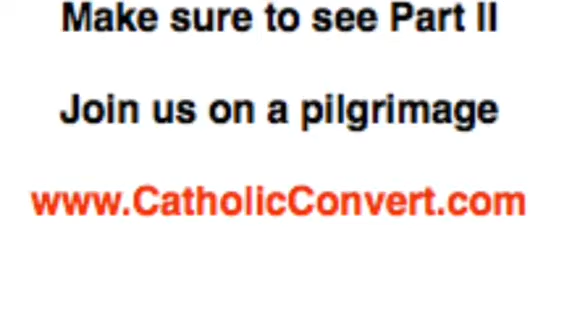 Make sure to see Part II
Join us on a pilgrimage
www.CatholicConvert.com